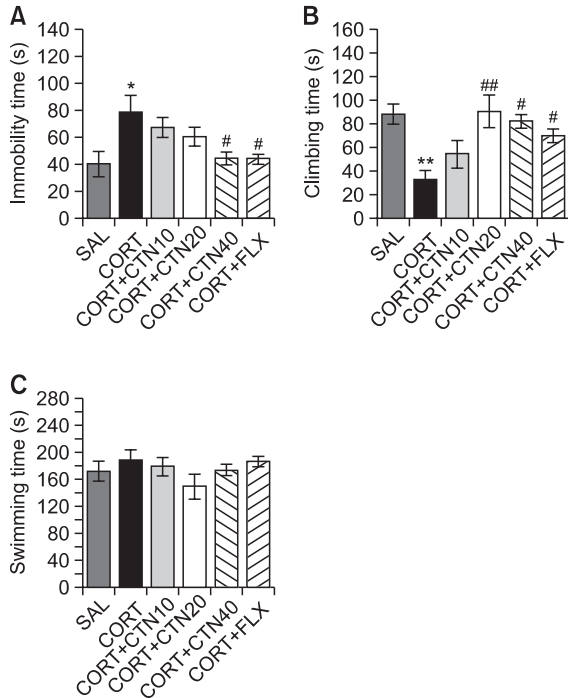 A
Immobility time (s)
140
120
100
80
60
40
20
0
*
#
#
SAL
CORT
CORT+CTN10
CORT+CTN20
CORT+CTN40
CORT+FLX
B
Climbing time (s)
160
140
120
100
80
60
40
20
0
**
##
#
#
SAL
CORT
CORT+CTN10
CORT+CTN20
CORT+CTN40
CORT+FLX
C
Swimming time (s)
280
240
200
160
120
80
40
0
SAL
CORT
CORT+CTN10
CORT+CTN20
CORT+CTN40
CORT+FLX